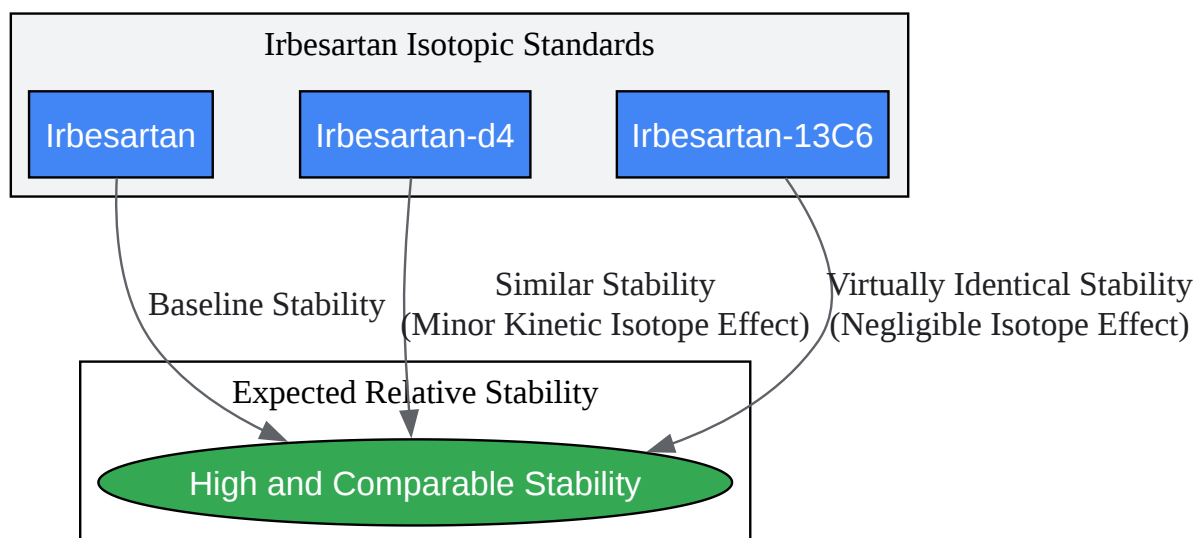 Irbesartan Isotopic Standards
Irbesartan
Irbesartan-d4
Irbesartan-13C6
Baseline Stability
Similar Stability
(Minor Kinetic Isotope Effect)
Virtually Identical Stability
(Negligible Isotope Effect)
Expected Relative Stability
High and Comparable Stability